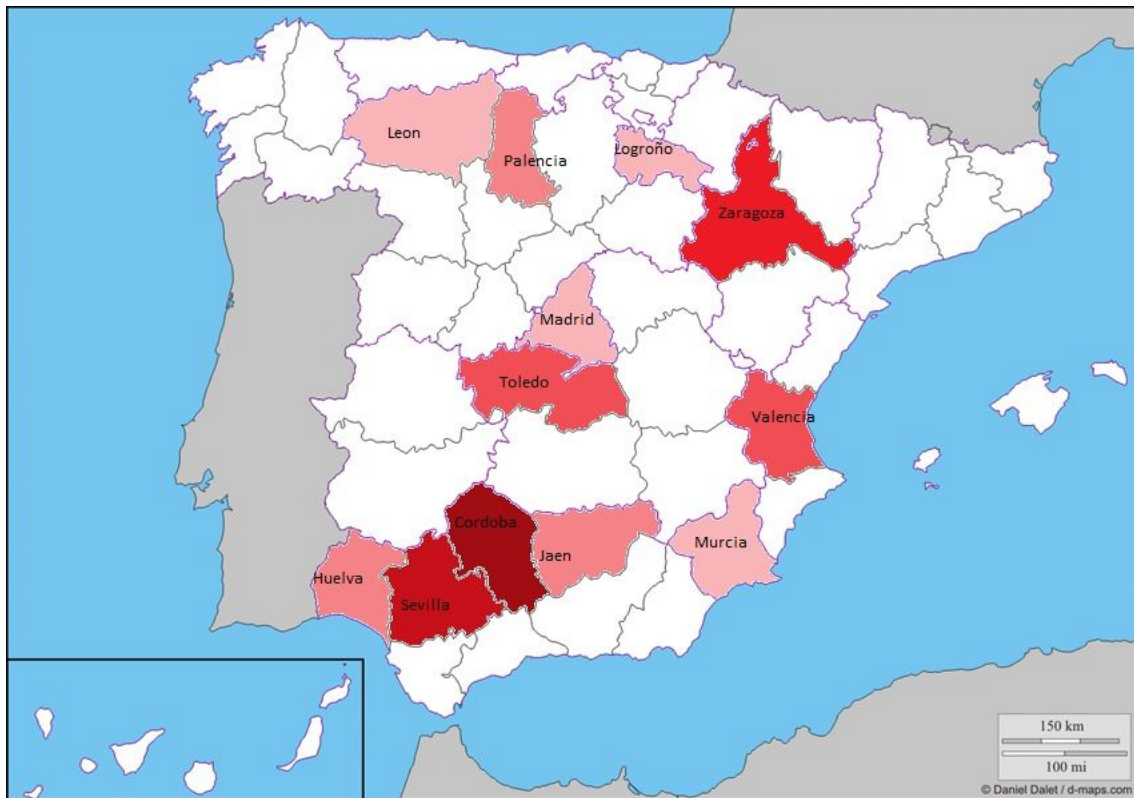 Leon
Palencia
Logroño
Zaragoza
Madrid
Toledo
Valencia
Cordoba
Murcia
Jaen
Huelva
Sevilla
150 km
100 mi
© Daniel Dalet / d-maps.com